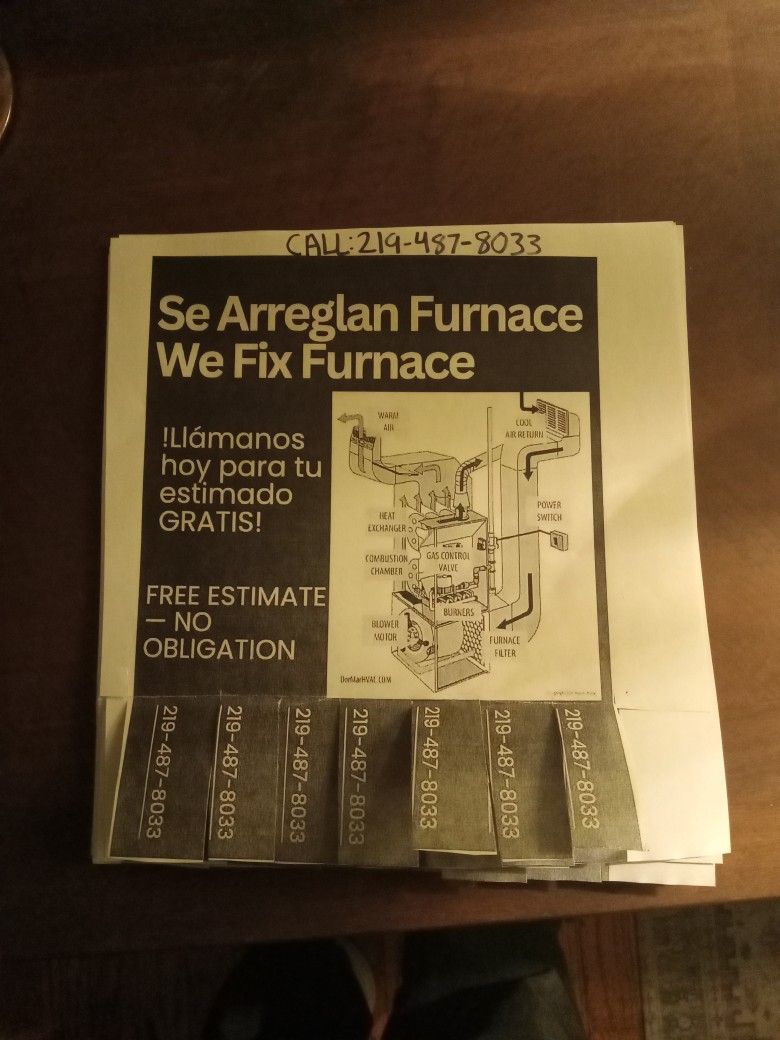 CALL: 219-487-8033
Se Arreglan Furnace
We Fix Furnace
!Llámanos
hoy para tu
estimado
GRATIS!
FREE ESTIMATE
— NO
OBLIGATION
WARM
AIR
COOL
AIR RETURN
POWER
SWITCH
HEAT
EXCHANGER
COMBUSTION
CHAMBER
GAS CONTROL
VALVE
BURNERS
BLOWER
MOTOR
FURNACE
FILTER
DorMarHVAC.COM
219-487-8033
219-487-8033
219-487-8033
219-487-8033
219-487-8033
219-487-8033
219-487-8033